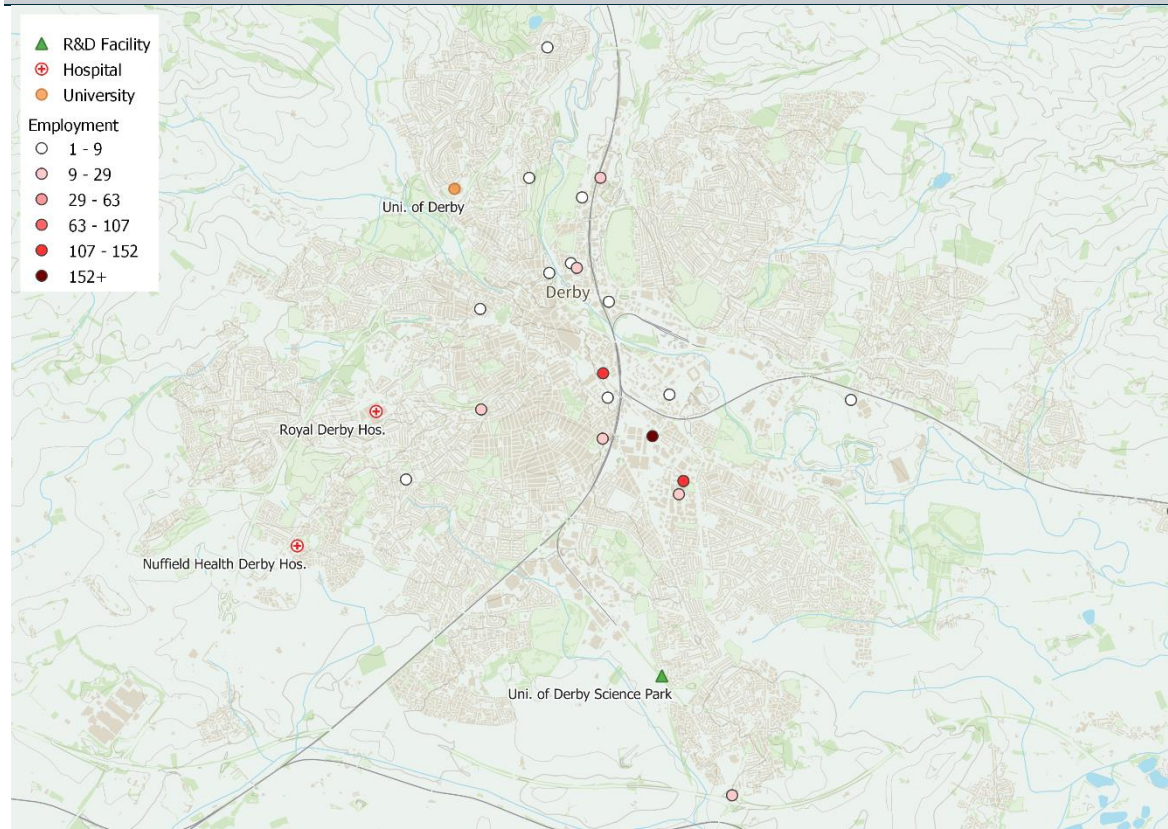 R&D Facility
Hospital
University
Employment
1 - 9
9 - 29
29 - 63
63 - 107
107 - 152
152+
Uni. of Derby
Derby
Royal Derby Hos.
Nuffield Health Derby Hos.
Uni. of Derby Science Park